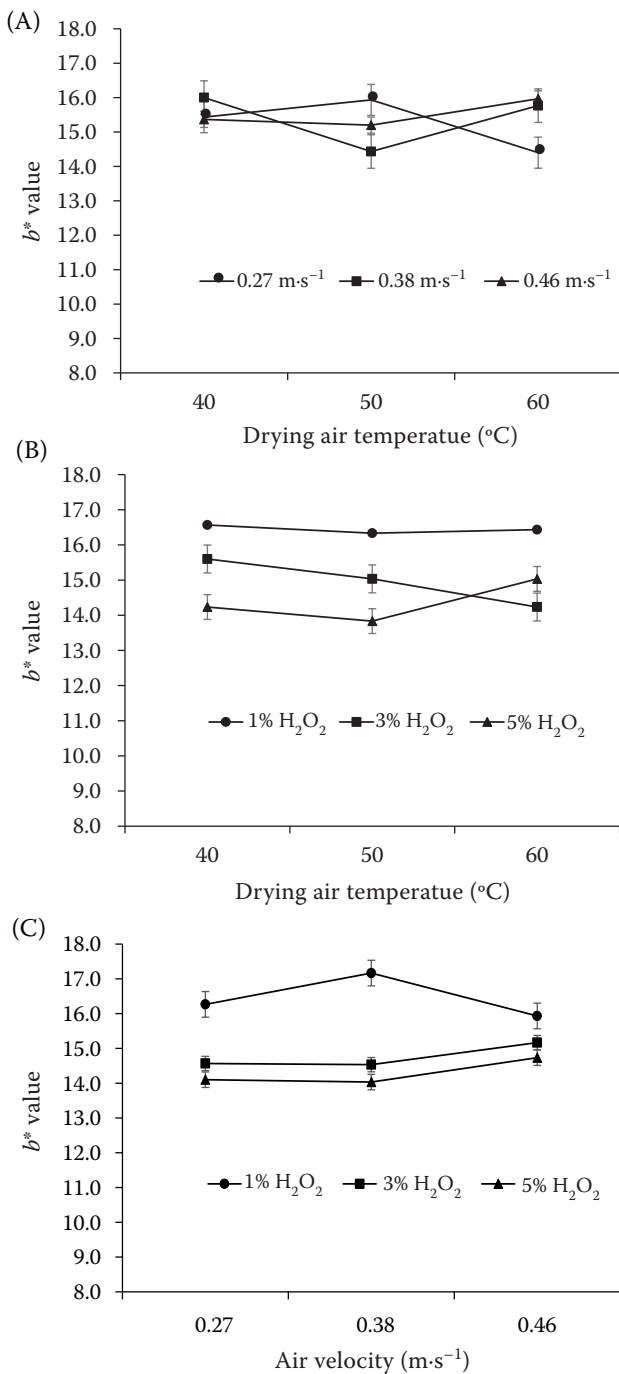 (A)
18.0
17.0
16.0
15.0
14.0
13.0
12.0
11.0
10.0
9.0
8.0
b* value
0.27 m·s⁻¹ 0.38 m·s⁻¹ 0.46 m·s⁻¹
40 50 60
Drying air temperatue (ºC)
(B)
18.0
17.0
16.0
15.0
14.0
13.0
12.0
11.0
10.0
9.0
8.0
b* value
1% H₂O₂ 3% H₂O₂ 5% H₂O₂
40 50 60
Drying air temperatue (ºC)
(C)
18.0
17.0
16.0
15.0
14.0
13.0
12.0
11.0
10.0
9.0
8.0
b* value
1% H₂O₂ 3% H₂O₂ 5% H₂O₂
0.27 0.38 0.46
Air velocity (m·s⁻¹)